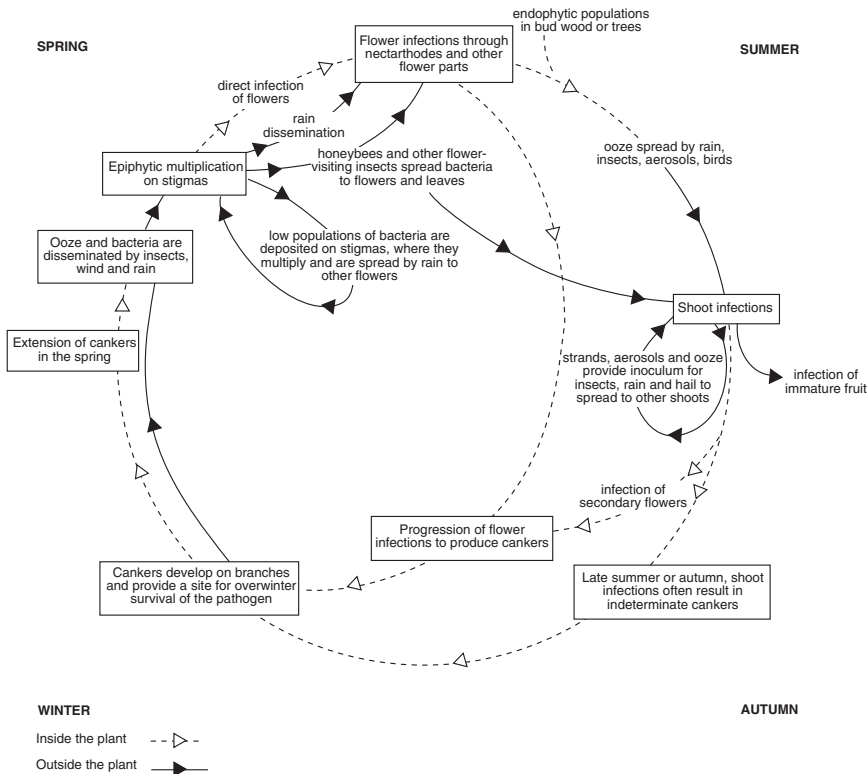 SPRING
SUMMER
endophytic populations
in bud wood or trees
Flower infections through
nectarthodes and other
flower parts
direct infection
of flowers
rain
dissemination
ooze spread by rain,
insects, aerosols, birds
honeybees and other flower-
visiting insects spread bacteria
to flowers and leaves
Epiphytic multiplication
on stigmas
low populations of bacteria are
deposited on stigmas, where they
multiply and are spread by rain to
other flowers
Ooze and bacteria are
disseminated by insects,
wind and rain
Shoot infections
Extension of cankers
in the spring
strands, aerosols and ooze
provide inoculum for
insects, rain and hail to
spread to other shoots
infection of
immature fruit
infection of
secondary flowers
Progression of flower
infections to produce cankers
Cankers develop on branches
and provide a site for overwinter
survival of the pathogen
Late summer or autumn, shoot
infections often result in
indeterminate cankers
WINTER
AUTUMN
Inside the plant
Outside the plant